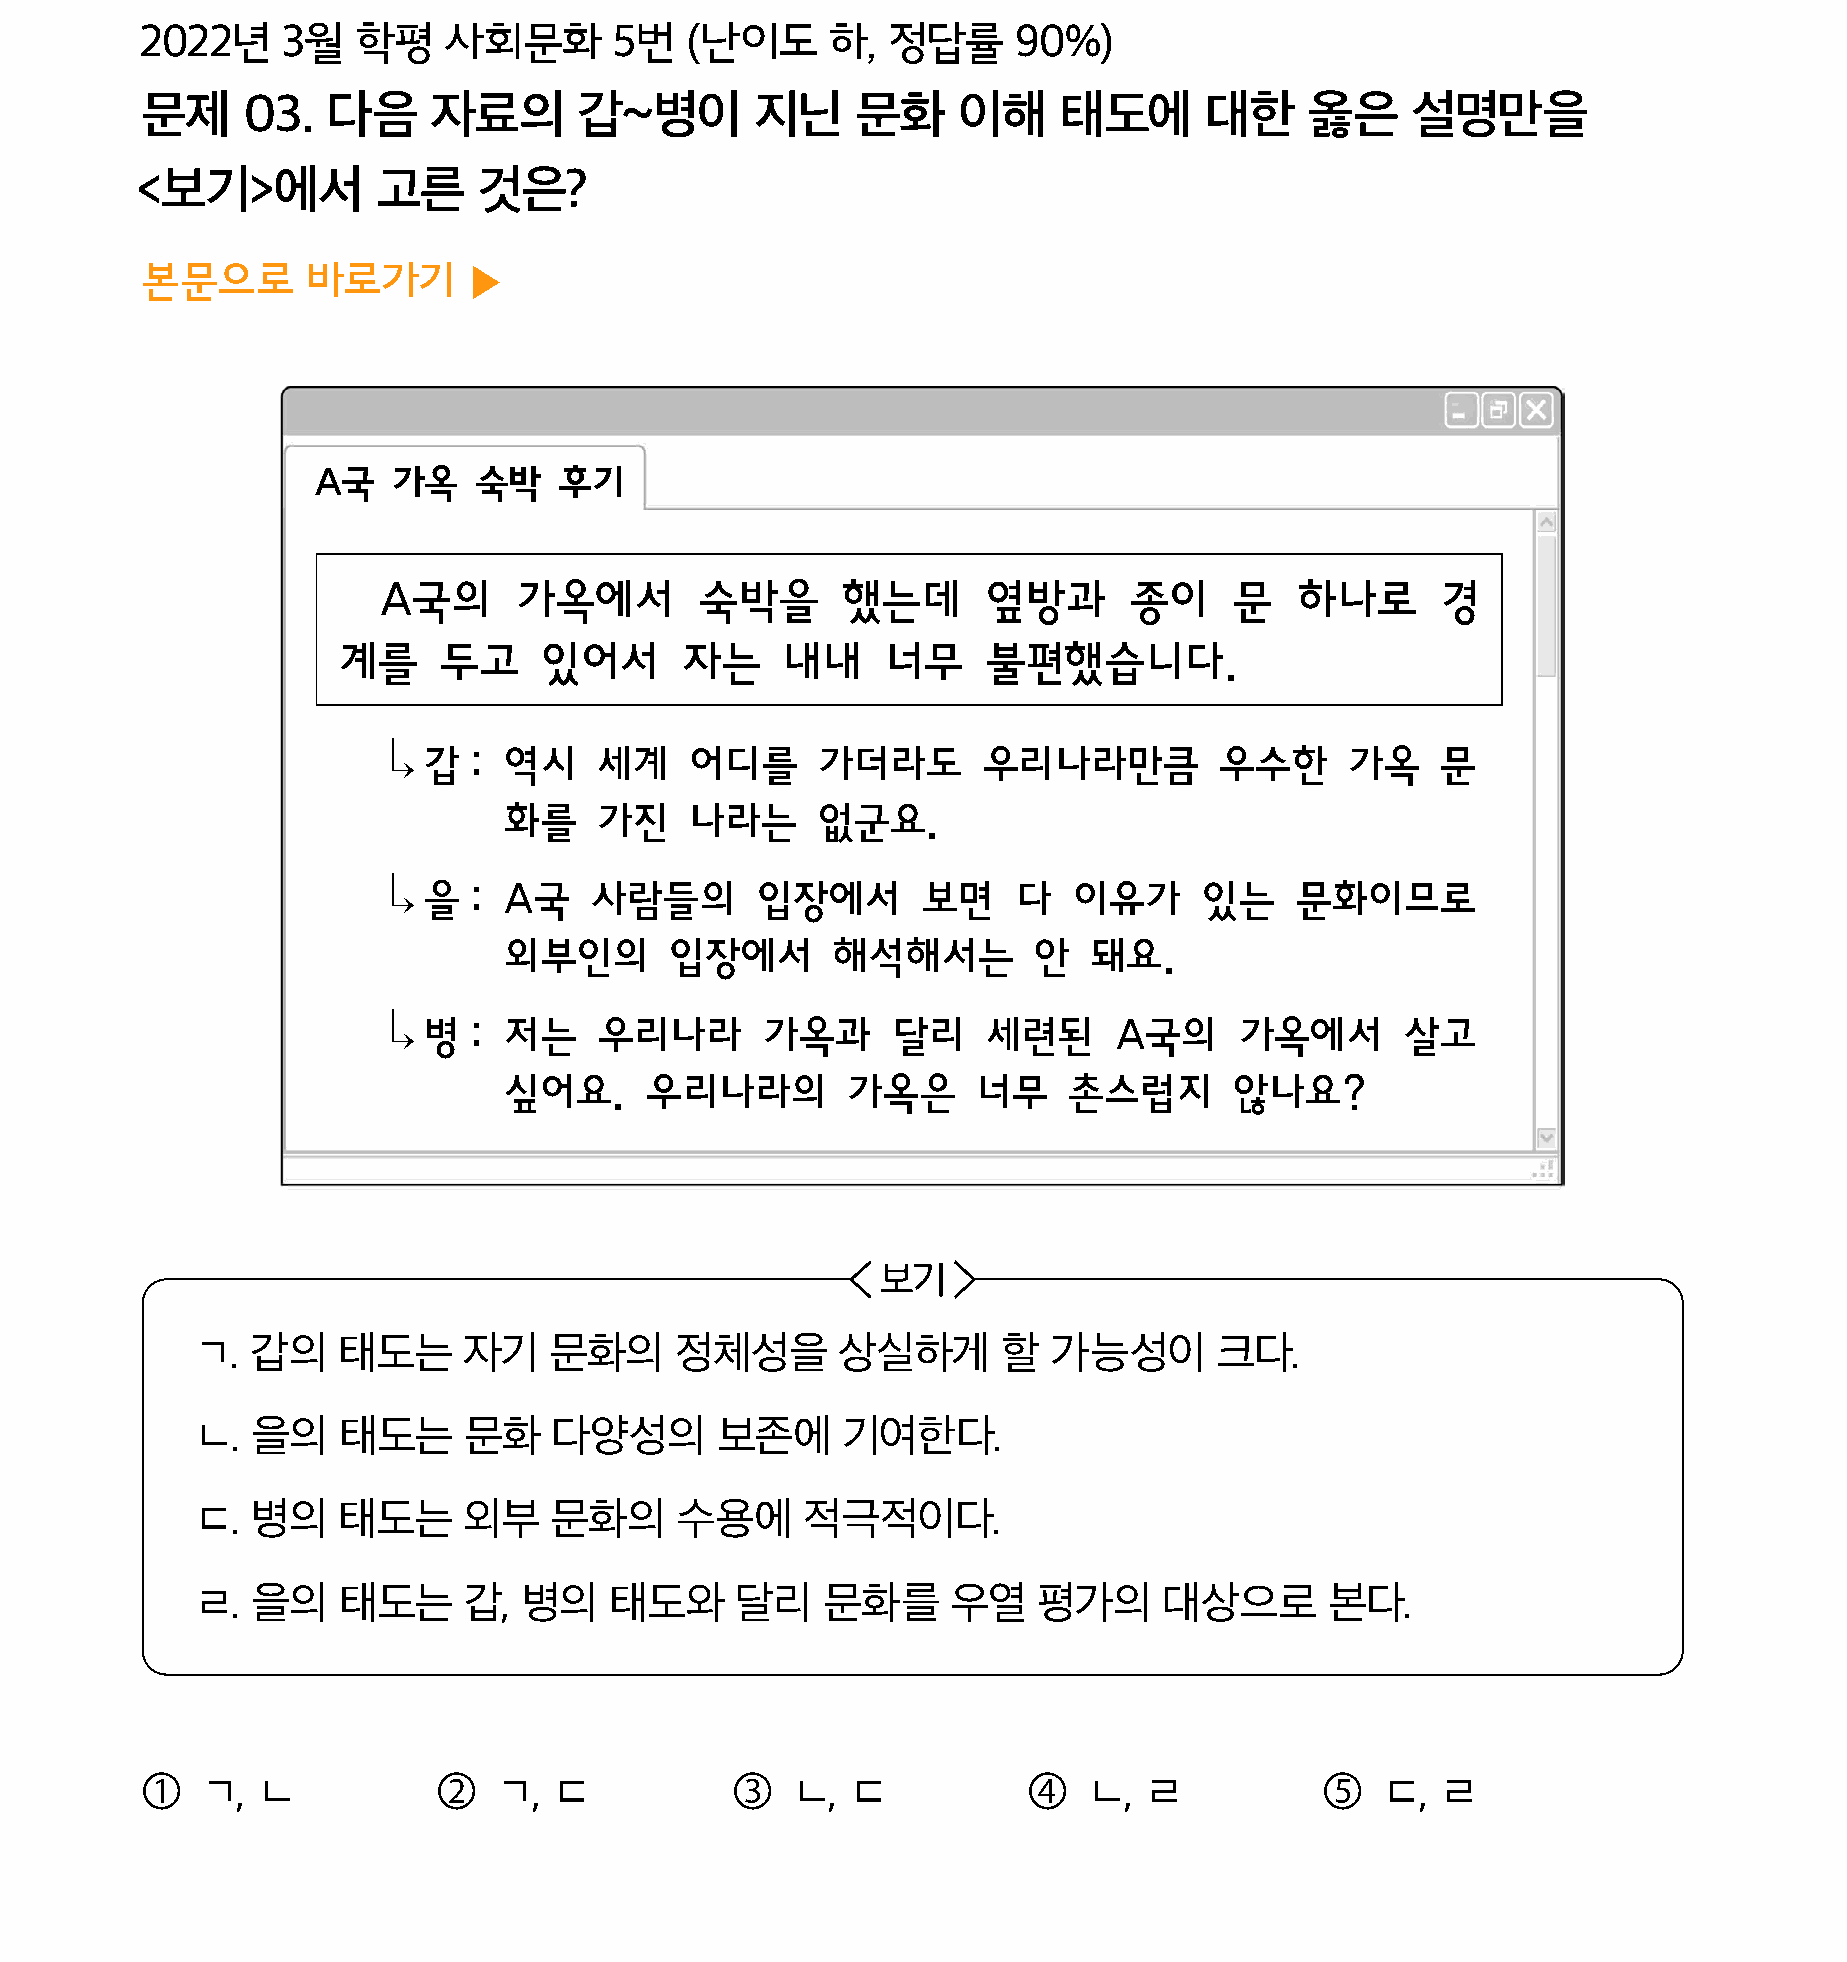 2022년 3월 학평 사회문화 5번 (난이도 하, 정답률 90%)
문제 03. 다음 자료의 갑~병이 지닌 문화 이해 태도에 대한 옳은 설명만을
<보기>에서 고른 것은?
본문으로 바로가기 ▶
A국 가옥 숙박 후기
A국의 가옥에서 숙박을 했는데 옆방과 종이 문 하나로 경
계를 두고 있어서 자는 내내 너무 불편했습니다.
↳갑 : 역시 세계 어디를 가더라도 우리나라만큼 우수한 가옥 문
화를 가진 나라는 없군요.
↳을 : A국 사람들의 입장에서 보면 다 이유가 있는 문화이므로
외부인의 입장에서 해석해서는 안 돼요.
↳병 : 저는 우리나라 가옥과 달리 세련된 A국의 가옥에서 살고
싶어요. 우리나라의 가옥은 너무 촌스럽지 않나요?
<보기>
ㄱ. 갑의 태도는 자기 문화의 정체성을 상실하게 할 가능성이 크다.
ㄴ. 을의 태도는 문화 다양성의 보존에 기여한다.
ㄷ. 병의 태도는 외부 문화의 수용에 적극적이다.
ㄹ. 을의 태도는 갑, 병의 태도와 달리 문화를 우열 평가의 대상으로 본다.
① ㄱ, ㄴ ② ㄱ, ㄷ ③ ㄴ, ㄷ ④ ㄴ, ㄹ ⑤ ㄷ, ㄹ